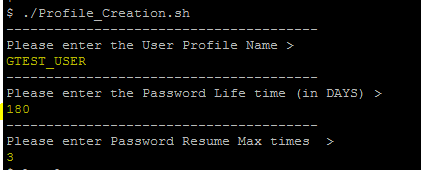 $ ./Profile_Creation.sh
---------------------------------------
Please enter the User Profile Name >
GTEST_USER
---------------------------------------
Please enter the Password Life time (in DAYS) >
180
---------------------------------------
Please enter Password Resume Max times  >
3